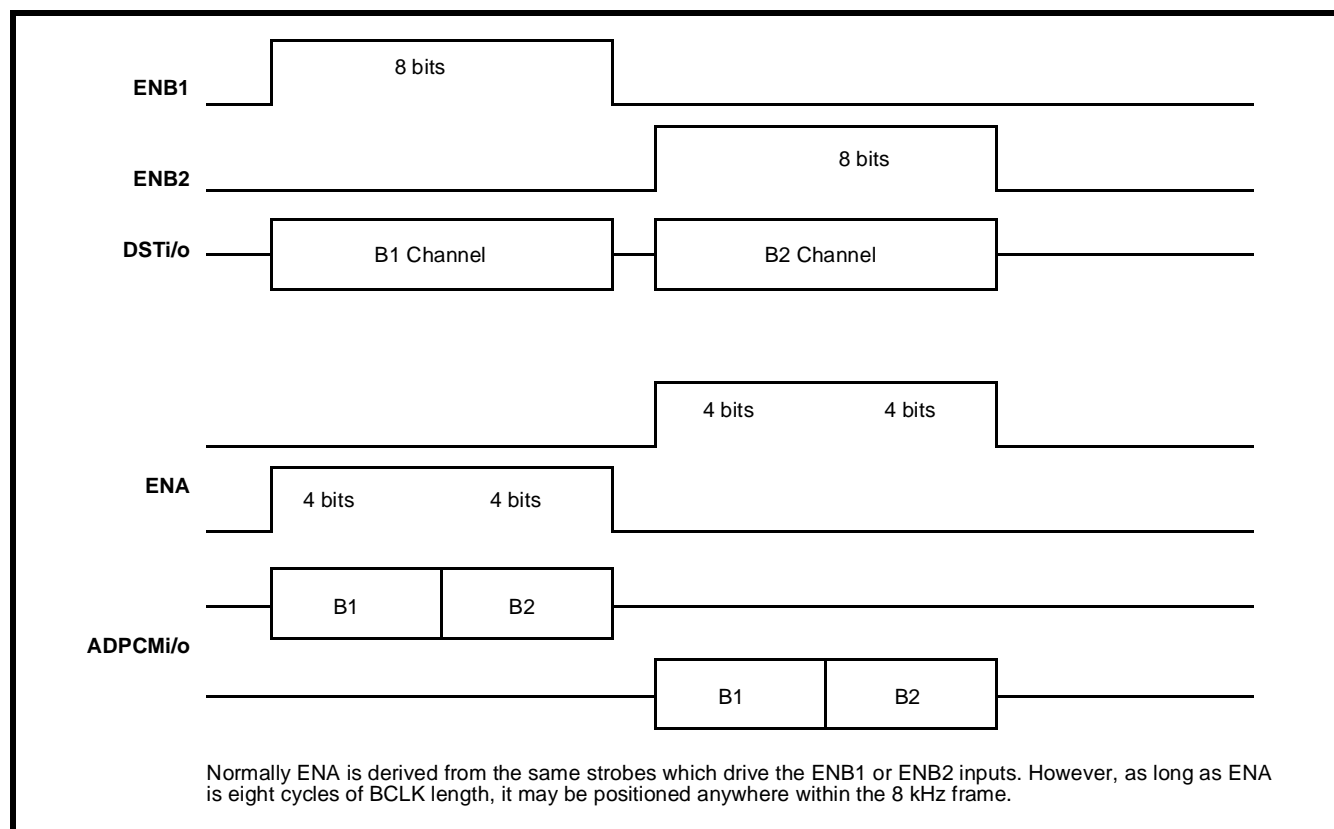 8 bits
ENB1
8 bits
ENB2
DSTi/o
B1 Channel
B2 Channel
4 bits
4 bits
ENA
4 bits
4 bits
B1
B2
ADPCMi/o
B1
B2
Normally ENA is derived from the same strobes which drive the ENB1 or ENB2 inputs. However, as long as ENA
is eight cycles of BCLK length, it may be positioned anywhere within the 8 kHz frame.